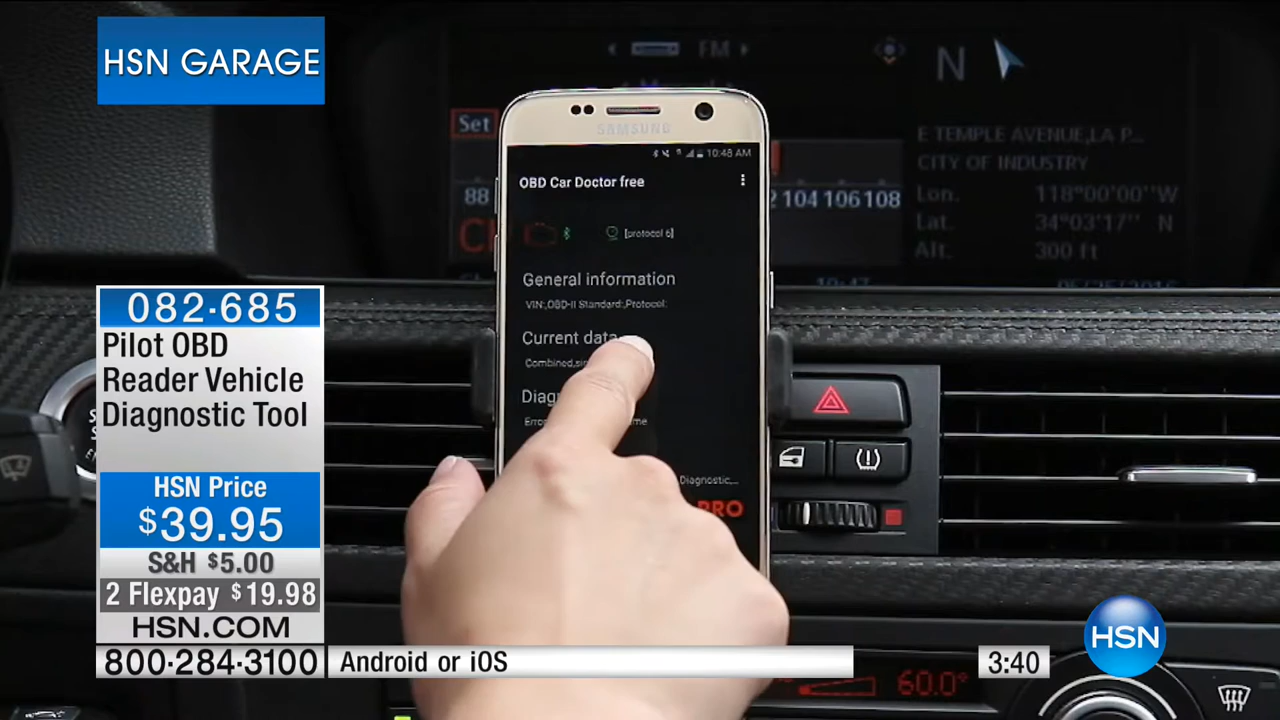 HSN GARAGE
FM
N
Set
88
2 104 106 108
E TEMPLE AVENUE,LA P...
CITY OF INDUSTRY
Lon. 118°00'00''W
Lat. 34°03'17'' N
Alt. 300 ft
SAMSUNG
10:48 AM
OBD Car Doctor free
[protocol 6]
General information
VIN:,OBD-II Standard:,Protocol:
Current data
Combined,
Diag
Diagnostic,...
PRO
082-685
Pilot OBD
Reader Vehicle
Diagnostic Tool
HSN Price
$39.95
S&H $5.00
2 Flexpay $19.98
HSN.COM
800-284-3100
Android or iOS
3:40
HSN
60.0°